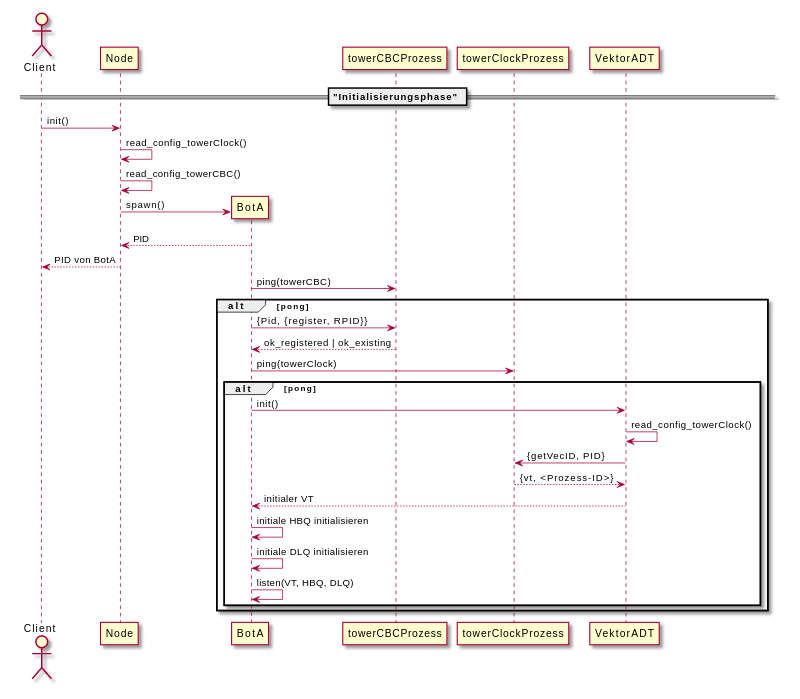 Client
Node
towerCBCProzess
towerClockProzess
VektorADT
"Initialisierungsphase"
init()
read_config_towerClock()
read_config_towerCBC()
spawn()
BotA
PID
PID von BotA
ping(towerCBC)
alt [pong]
{Pid, {register, RPID}}
ok_registered | ok_existing
ping(towerClock)
alt [pong]
init()
read_config_towerClock()
{getVecID, PID}
{vt, <Prozess-ID>}
initialer VT
initiale HBQ initialisieren
initiale DLQ initialisieren
listen(VT, HBQ, DLQ)
Client
Node
BotA
towerCBCProzess
towerClockProzess
VektorADT